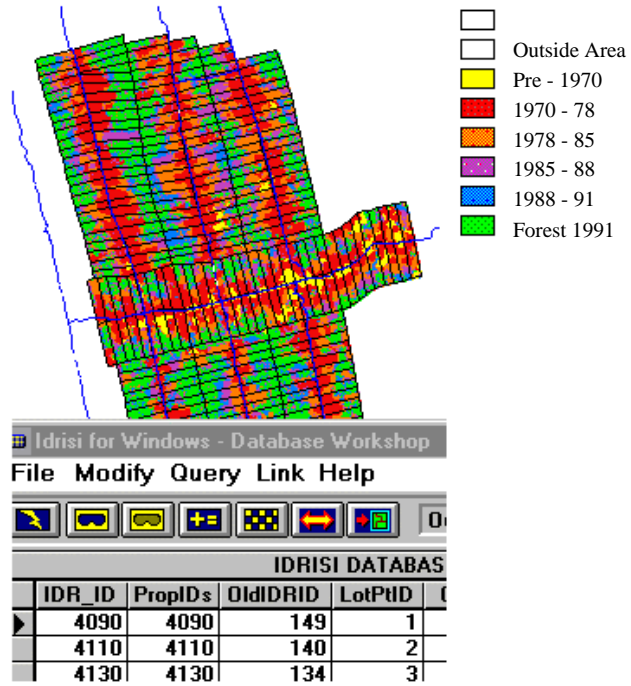 Outside Area
Pre - 1970
1970 - 78
1978 - 85
1985 - 88
1988 - 91
Forest 1991
Idrisi for Windows - Database Workshop
File Modify Query Link Help
IDRISI DATABAS
IDR_ID PropIDs OldIDRID LotPtID
4090 4090 149 1
4110 4110 140 2
4130 4130 134 3